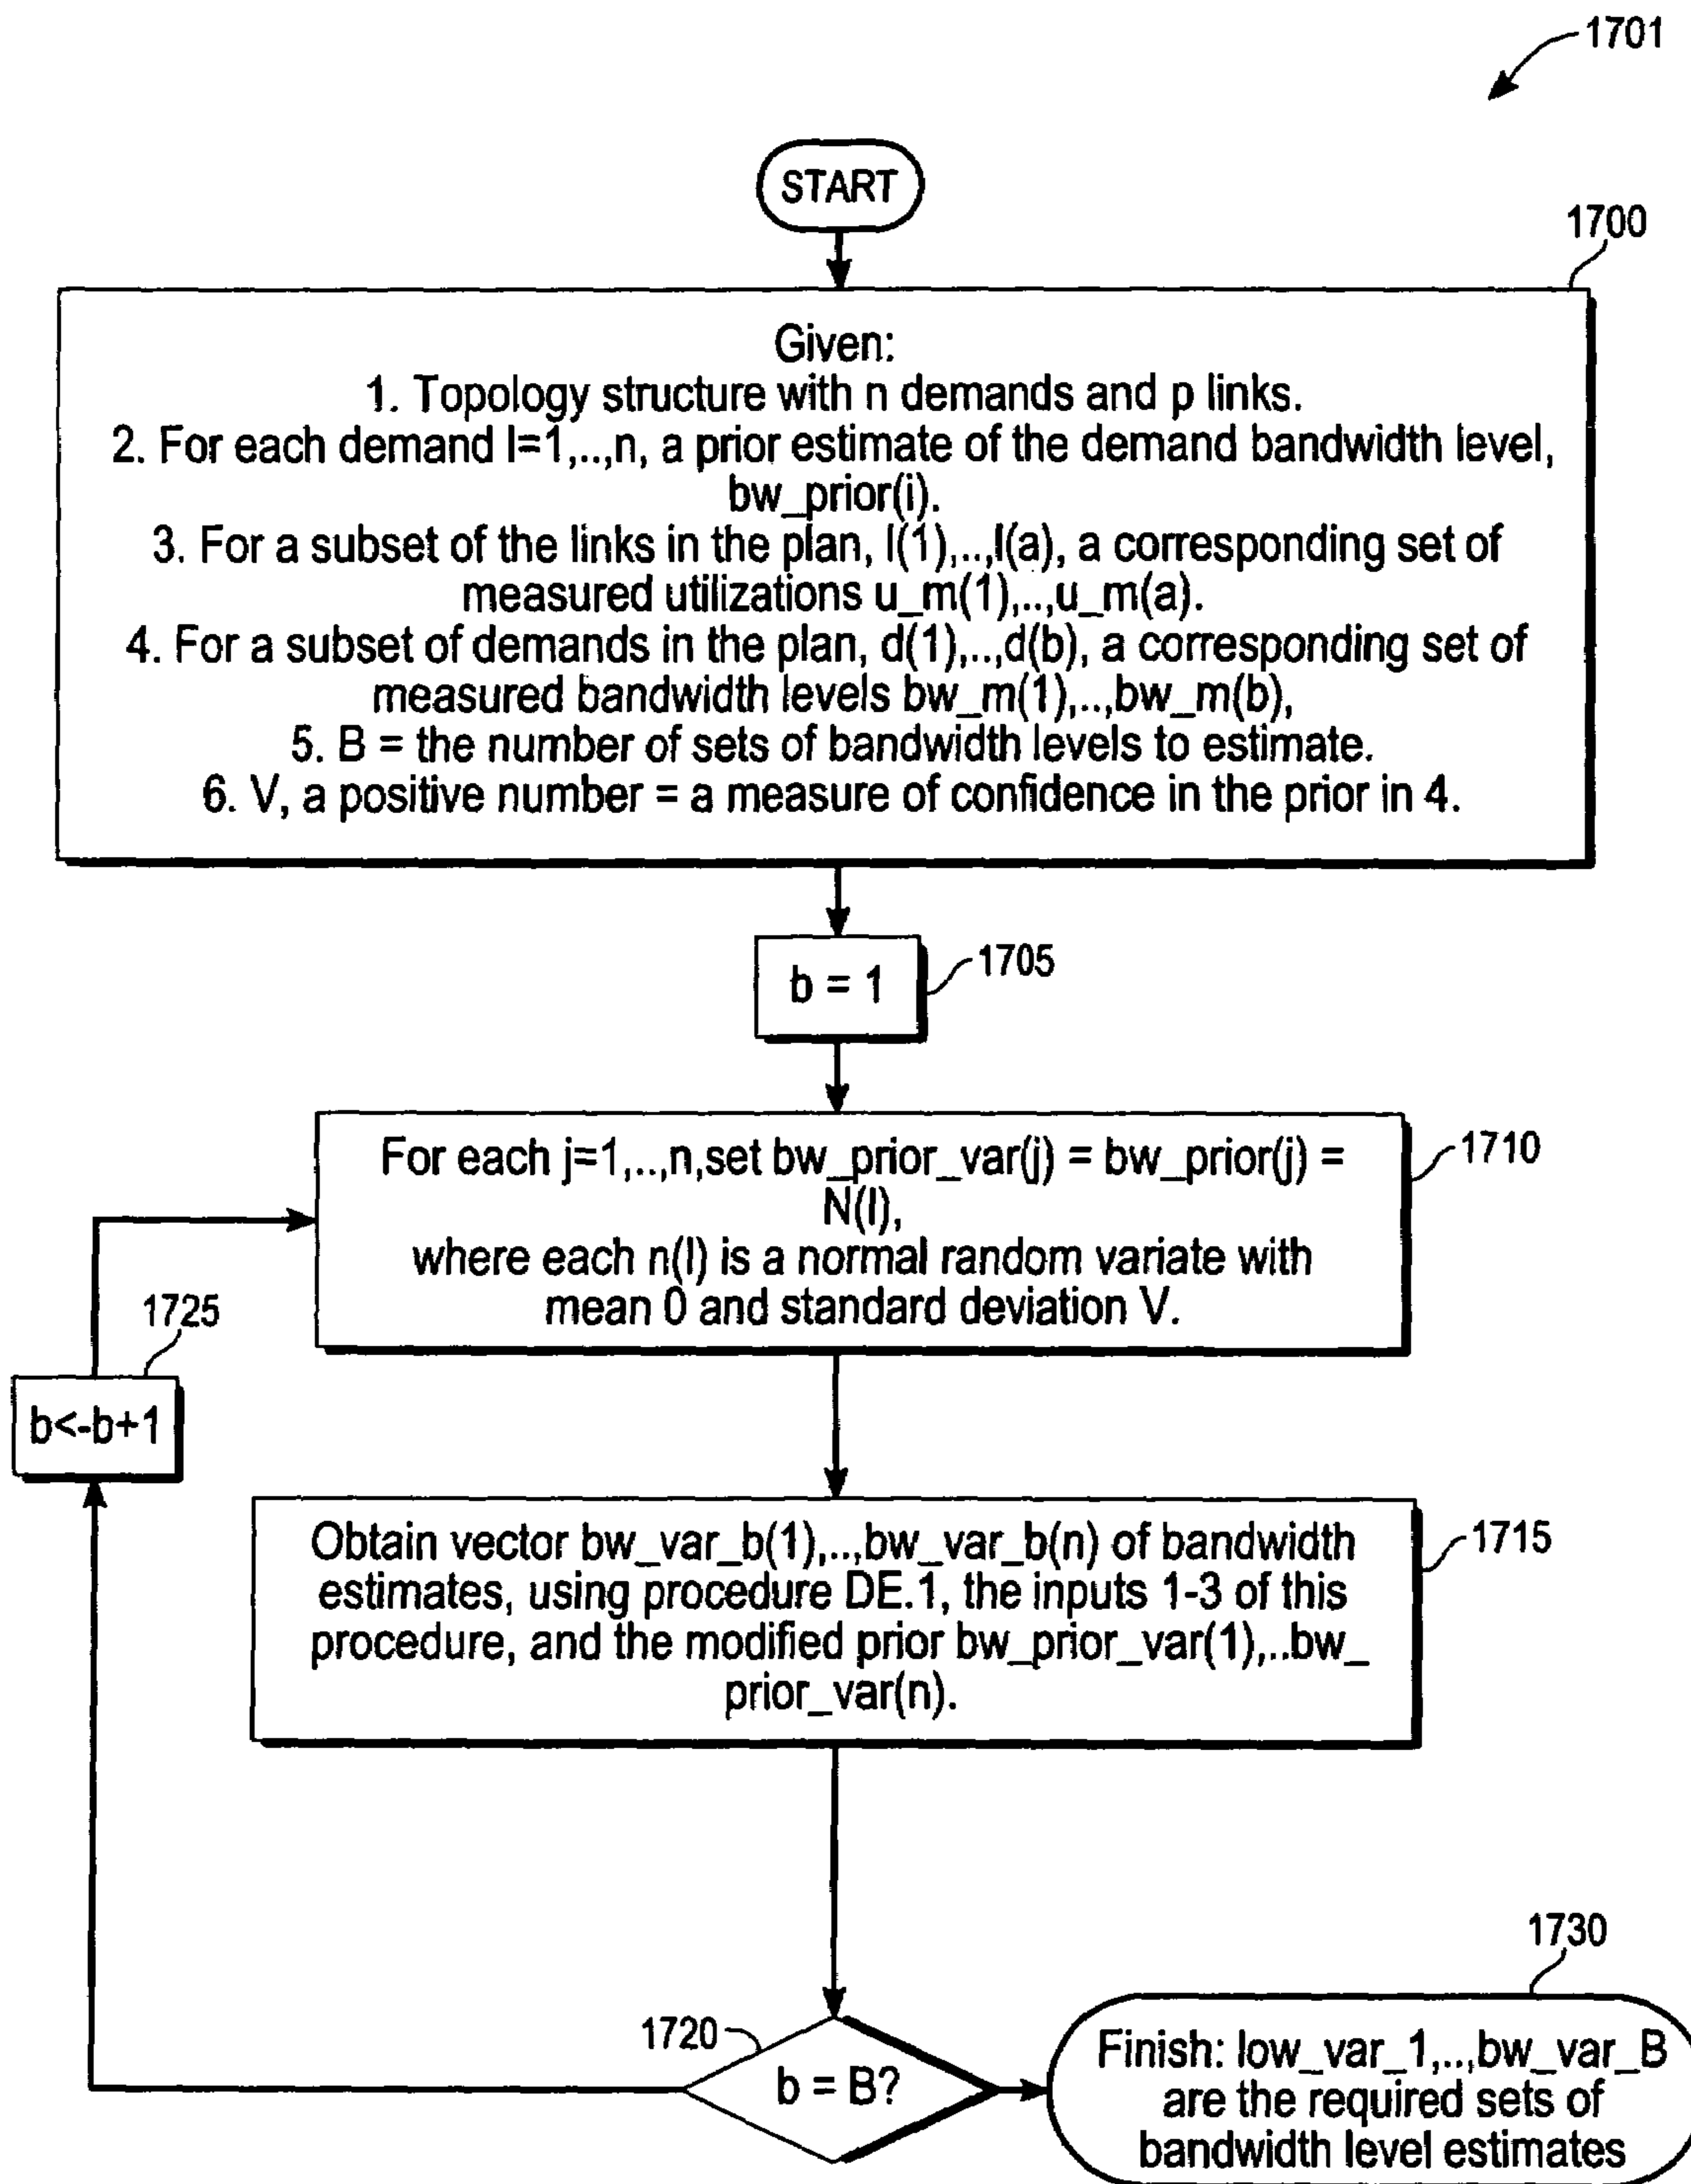 1701
START
1700
Given:
1. Topology structure with n demands and p links.
2. For each demand I=1,..,n, a prior estimate of the demand bandwidth level,
bw_prior(i).
3. For a subset of the links in the plan, l(1),..,l(a), a corresponding set of
measured utilizations u_m(1),..,u_m(a).
4. For a subset of demands in the plan, d(1),..,d(b), a corresponding set of
measured bandwidth levels bw_m(1),..,bw_m(b),
5. B = the number of sets of bandwidth levels to estimate.
6. V, a positive number = a measure of confidence in the prior in 4.
b = 1
1705
For each j=1,..,n,set bw_prior_var(j) = bw_prior(j) =
N(I),
where each n(I) is a normal random variate with
mean 0 and standard deviation V.
1710
1725
b<-b+1
Obtain vector bw_var_b(1),..,bw_var_b(n) of bandwidth
estimates, using procedure DE.1, the inputs 1-3 of this
procedure, and the modified prior bw_prior_var(1),..bw_
prior_var(n).
1715
1720
b = B?
1730
Finish: low_var_1,..,bw_var_B
are the required sets of
bandwidth level estimates